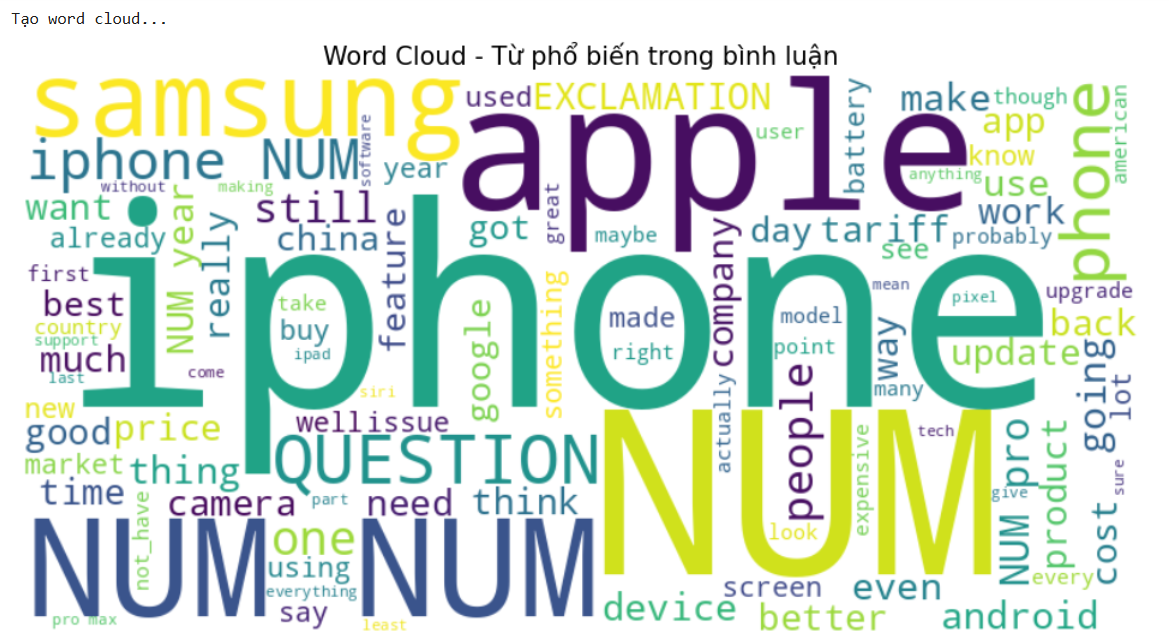 Tạo word cloud...
Word Cloud - Từ phổ biến trong bình luận
samsung
used
EXCLAMATION
apple
battery
make
though
phone
american
user
app
know
anything
use
iphone NUM
software
year
without
making
want
already
NUM year
really
still
china
feature
got
great
maybe
company
day
tariff
work
probably
see
first
best
country
support
much
last
come
iphone
take
buy
ipad
siri
google
something
made
right
model
point
mean
pixel
way
many
upgrade
back
update
going
lot
new
good
price
market
thing
time
not_have
wellissue
QUESTION
camera
part
need
think
NUM
actually
people
expensive
look
tech
give
NUM pro
product
cost
sure
every
NUM NUM
one
using
everything
say
pro max
least
device
screen
better
even
android